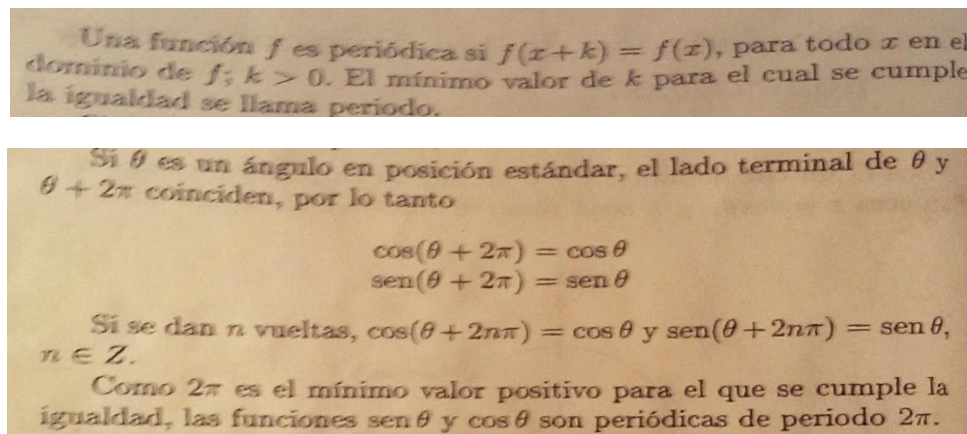 Una función f es periódica si f(x + k) = f(x), para todo x en el
dominio de f; k > 0. El mínimo valor de k para el cual se cumple
la igualdad se llama periodo.
Si θ es un ángulo en posición estándar, el lado terminal de θ y
θ + 2π coinciden, por lo tanto
cos(θ + 2π) = cos θ
sen(θ + 2π) = sen θ
Si se dan n vueltas, cos(θ + 2nπ) = cos θ y sen(θ + 2nπ) = sen θ,
n ∈ Z.
Como 2π es el mínimo valor positivo para el que se cumple la
igualdad, las funciones sen θ y cos θ son periódicas de periodo 2π.